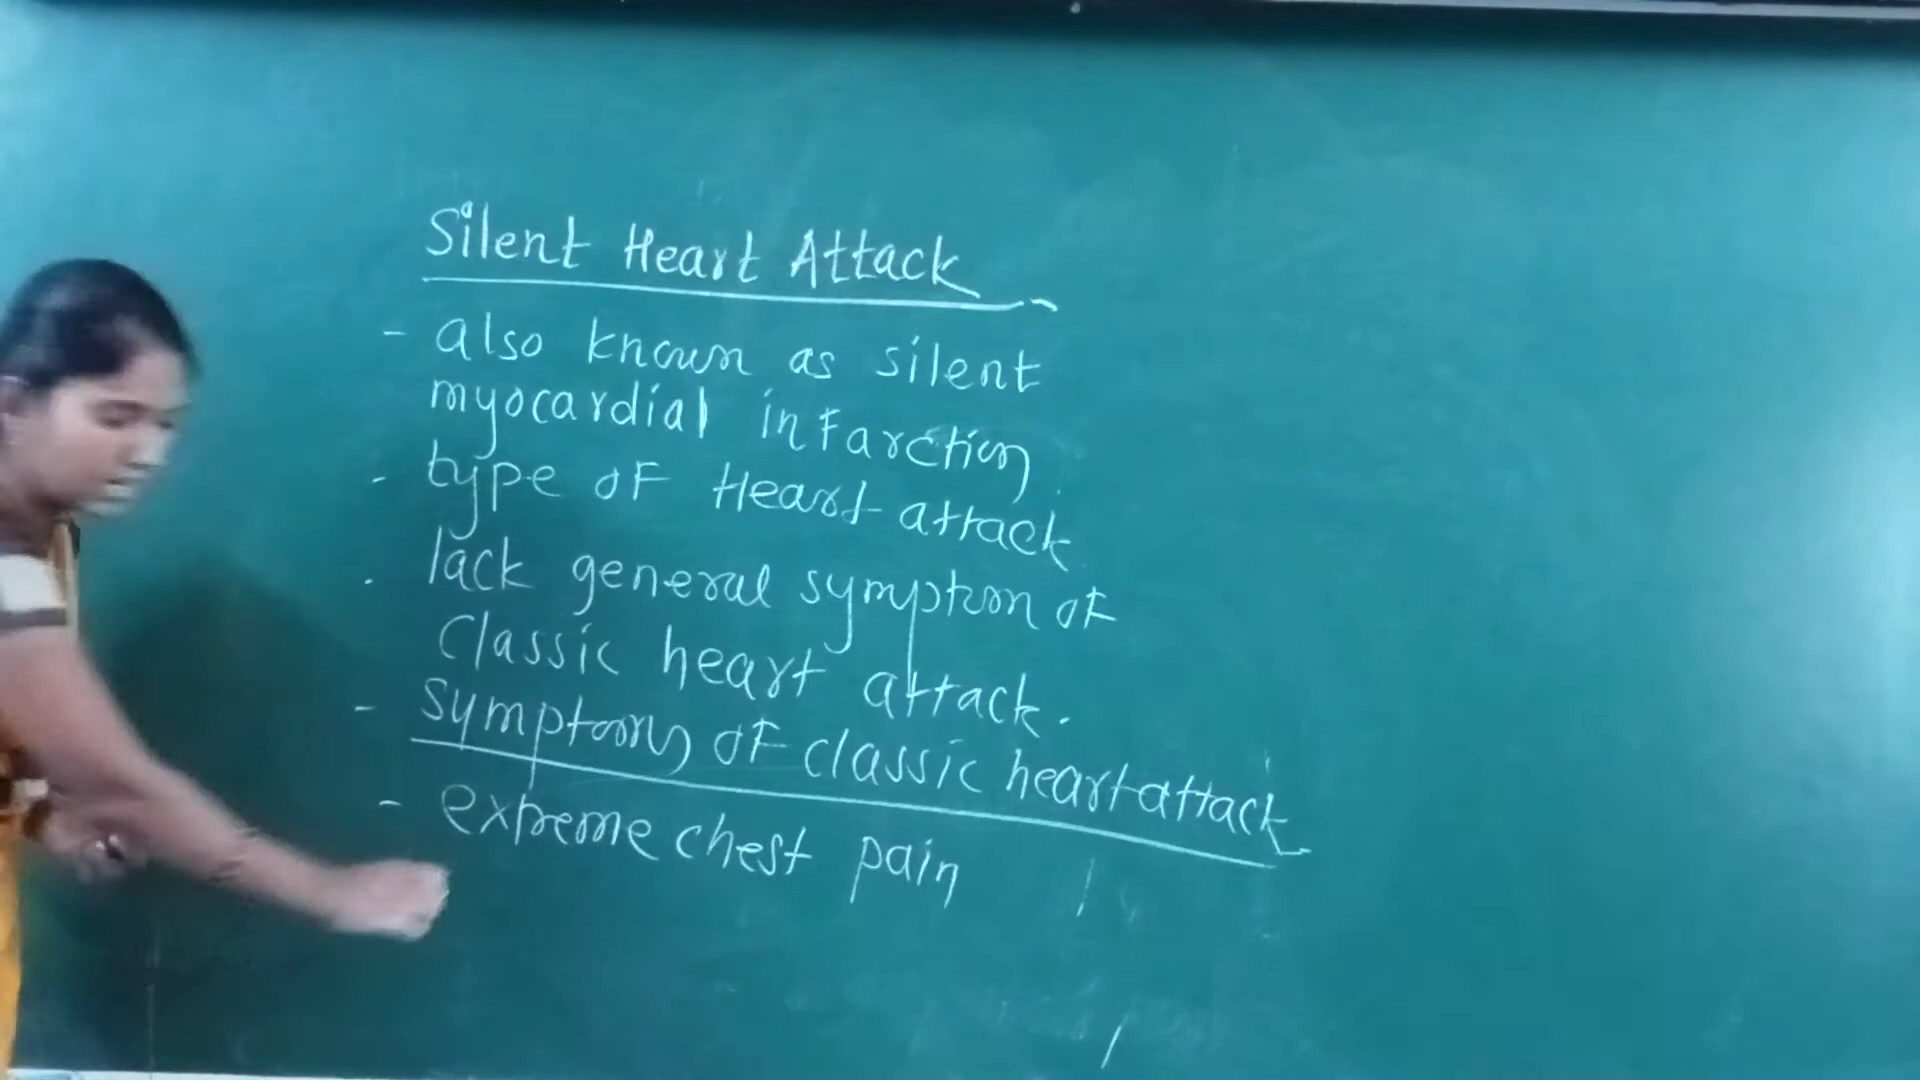 Silent Heart Attack
- also known as silent
myocardial infarction
- type of Heart attack
. lack general symptom of
Classic heart attack.
- symptoms of classic heart attack
- extreme chest pain